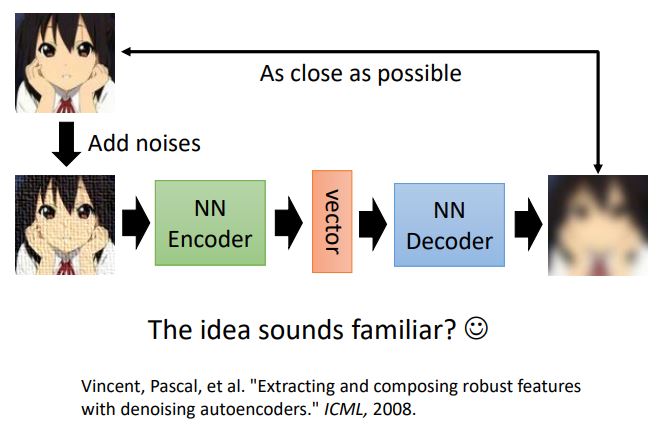 As close as possible
Add noises
NN
Encoder
vector
NN
Decoder
The idea sounds familiar? ☺
Vincent, Pascal, et al. "Extracting and composing robust features
with denoising autoencoders." ICML, 2008.